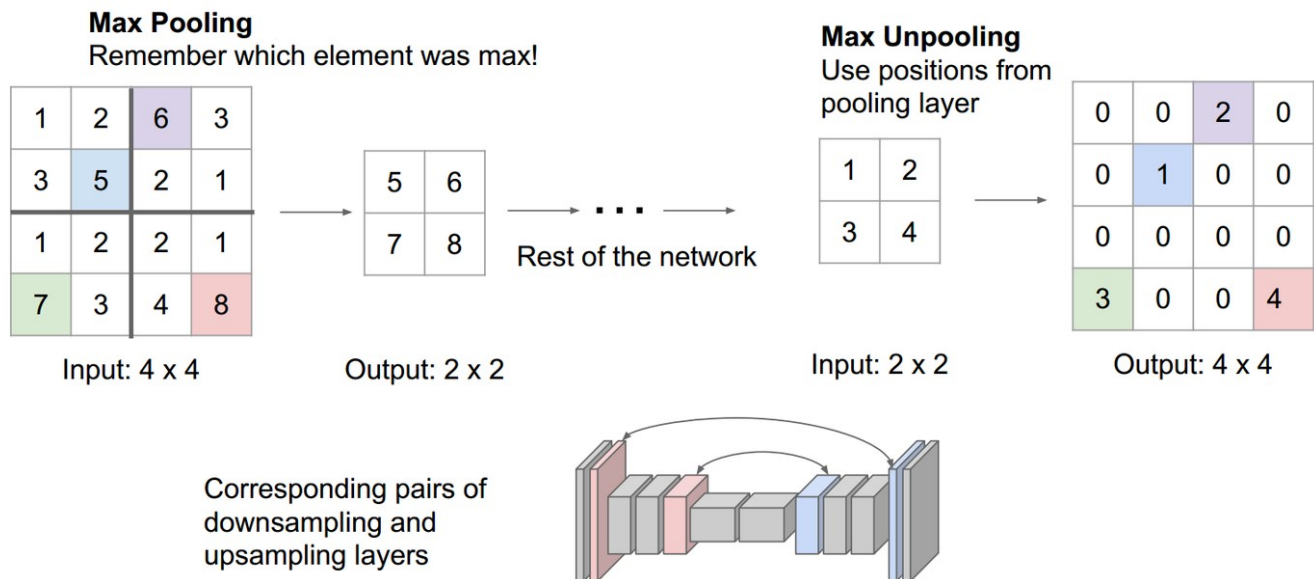 Max Pooling
Remember which element was max!
1 2 6 3
3 5 2 1
1 2 2 1
7 3 4 8
Input: 4 x 4
5 6
7 8
Output: 2 x 2
. . .
Rest of the network
Max Unpooling
Use positions from
pooling layer
1 2
3 4
Input: 2 x 2
0 0 2 0
0 1 0 0
0 0 0 0
3 0 0 4
Output: 4 x 4
Corresponding pairs of
downsampling and
upsampling layers